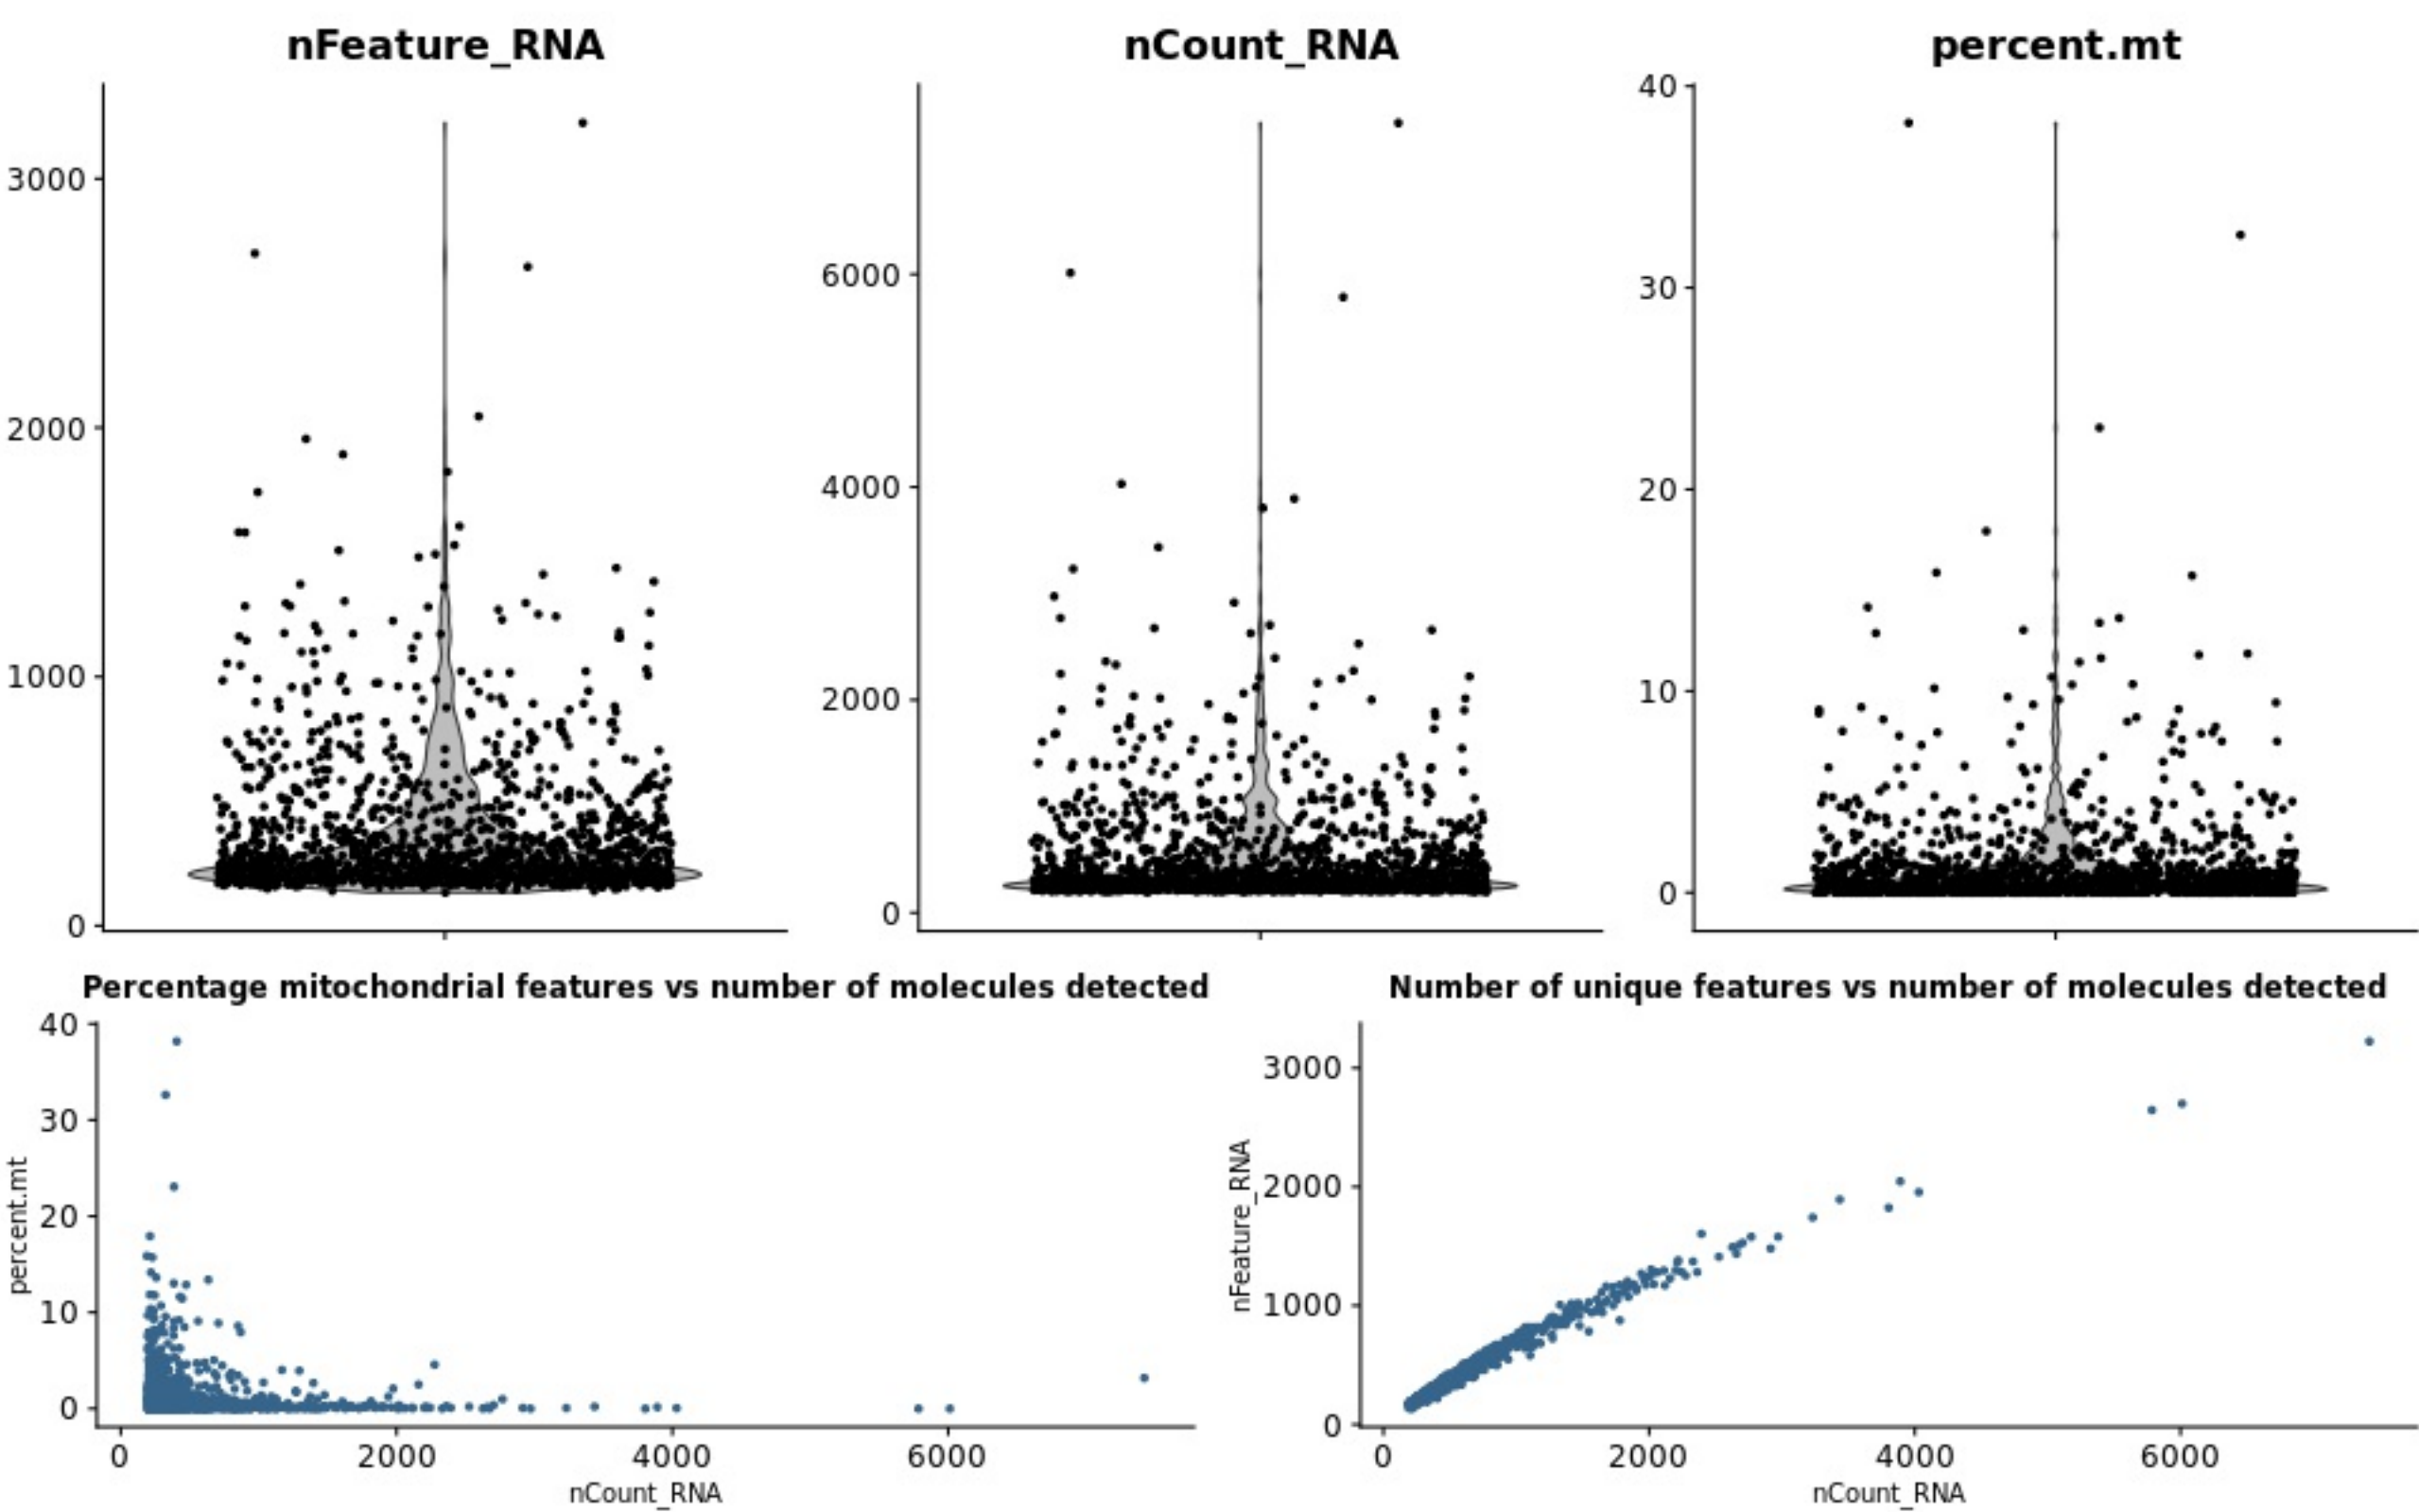 nFeature_RNA
3000
2000
1000
0
nCount_RNA
6000
4000
2000
0
percent.mt
40
30
20
10
0
Percentage mitochondrial features vs number of molecules detected
percent.mt
40
30
20
10
0
0 2000 4000 6000
nCount_RNA
Number of unique features vs number of molecules detected
nFeature_RNA
3000
2000
1000
0
0 2000 4000 6000
nCount_RNA